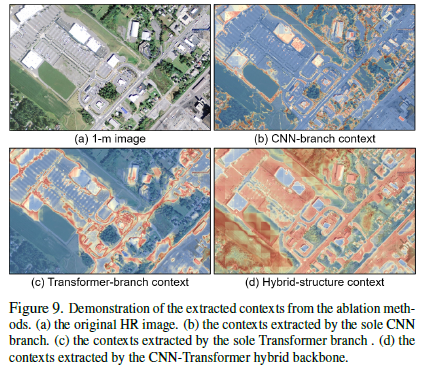 (a) 1-m image
(b) CNN-branch context
(c) Transformer-branch context
(d) Hybrid-structure context
Figure 9. Demonstration of the extracted contexts from the ablation meth-
ods. (a) the original HR image. (b) the contexts extracted by the sole CNN
branch. (c) the contexts extracted by the sole Transformer branch . (d) the
contexts extracted by the CNN-Transformer hybrid backbone.